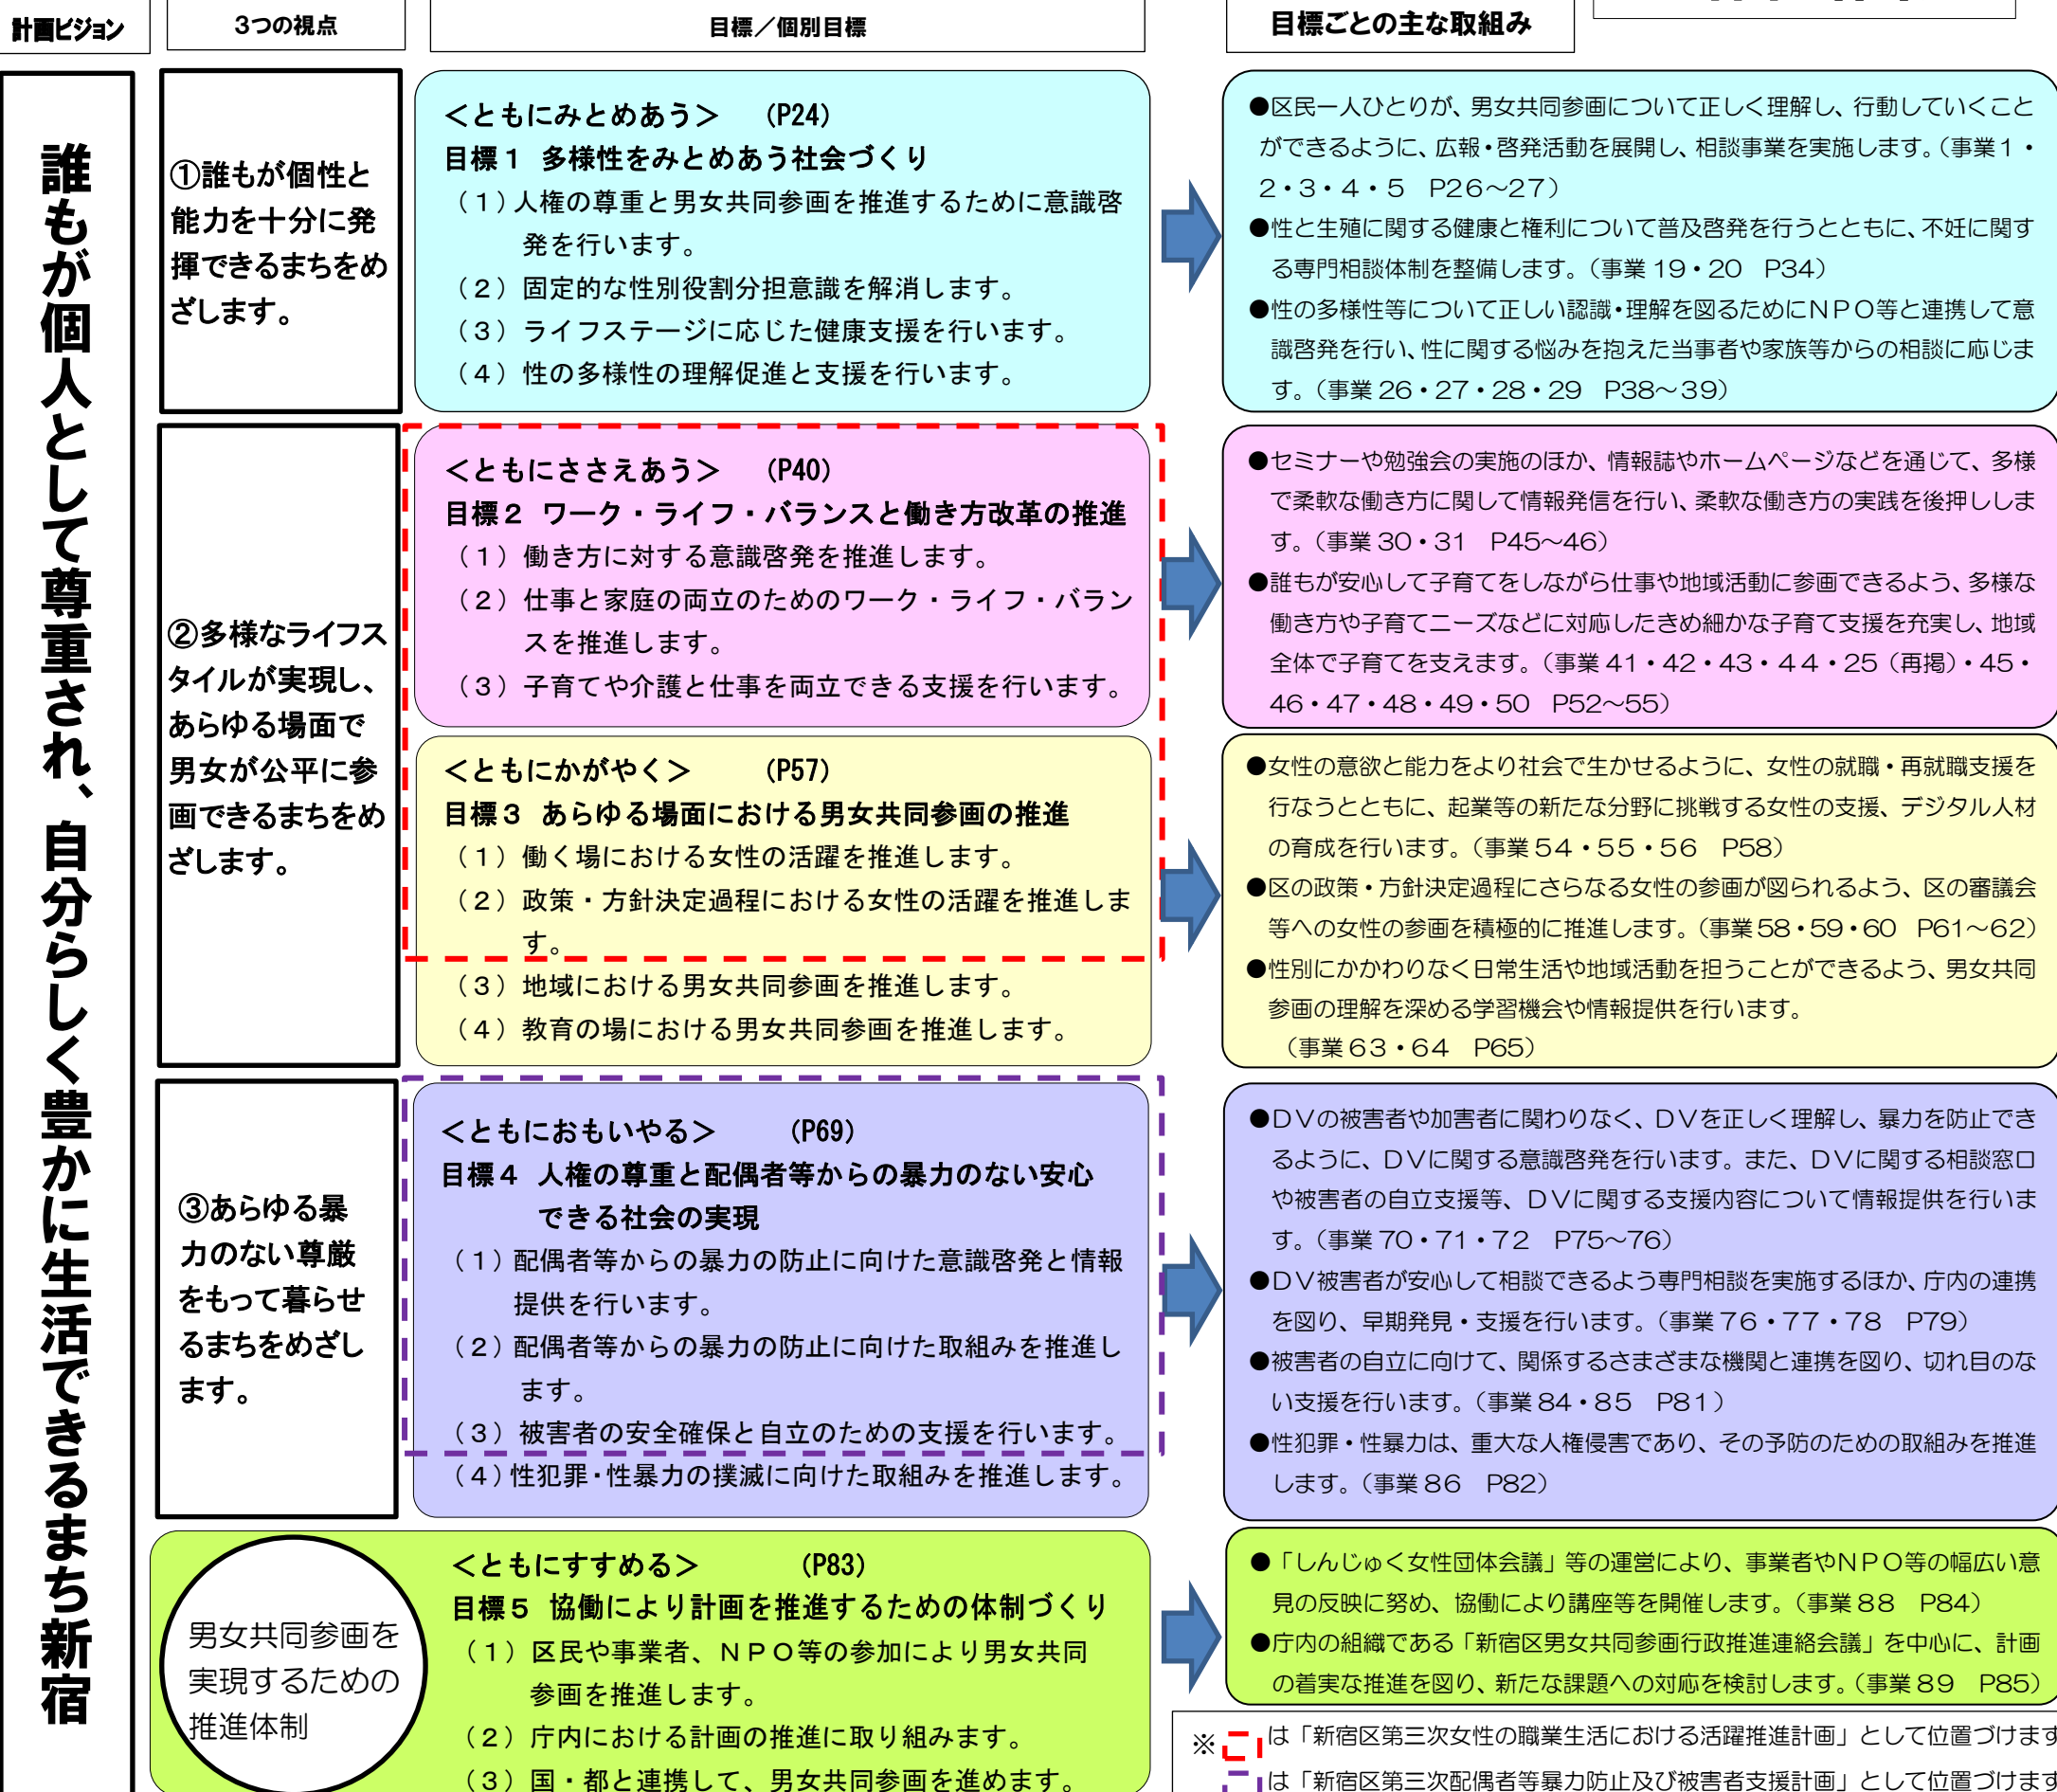 計画ビジョン
3つの視点
目標／個別目標
目標ごとの主な取組み
誰もが個人として尊重され、自分らしく豊かに生活できるまち新宿
①誰もが個性と
能力を十分に発
揮できるまちをめ
ざします。
＜ともにみとめあう＞　（P24）
目標１ 多様性をみとめあう社会づくり
（１）人権の尊重と男女共同参画を推進するために意識啓
発を行います。
（２）固定的な性別役割分担意識を解消します。
（３）ライフステージに応じた健康支援を行います。
（４）性の多様性の理解促進と支援を行います。
●区民一人ひとりが、男女共同参画について正しく理解し、行動していくこと
ができるように、広報・啓発活動を展開し、相談事業を実施します。（事業１・
２・３・４・５　P26～27）
●性と生殖に関する健康と権利について普及啓発を行うとともに、不妊に関す
る専門相談体制を整備します。（事業 19・20　P34）
●性の多様性等について正しい認識・理解を図るためにＮＰＯ等と連携して意
識啓発を行い、性に関する悩みを抱えた当事者や家族等からの相談に応じま
す。（事業 26・27・28・29　P38～39）
②多様なライフス
タイルが実現し、
あらゆる場面で
男女が公平に参
画できるまちをめ
ざします。
＜ともにささえあう＞　（P40）
目標２ ワーク・ライフ・バランスと働き方改革の推進
（１）働き方に対する意識啓発を推進します。
（２）仕事と家庭の両立のためのワーク・ライフ・バラン
スを推進します。
（３）子育てや介護と仕事を両立できる支援を行います。
●セミナーや勉強会の実施のほか、情報誌やホームページなどを通じて、多様
で柔軟な働き方に関して情報発信を行い、柔軟な働き方の実践を後押ししま
す。（事業 30・31　P45～46）
●誰もが安心して子育てをしながら仕事や地域活動に参画できるよう、多様な
働き方や子育てニーズなどに対応したきめ細かな子育て支援を充実し、地域
全体で子育てを支えます。（事業 41・42・43・44・25（再掲）・45・
46・47・48・49・50　P52～55）
＜ともにかがやく＞　（P57）
目標３ あらゆる場面における男女共同参画の推進
（１）働く場における女性の活躍を推進します。
（２）政策・方針決定過程における女性の活躍を推進しま
す。
（３）地域における男女共同参画を推進します。
（４）教育の場における男女共同参画を推進します。
●女性の意欲と能力をより社会で生かせるように、女性の就職・再就職支援を
行なうとともに、起業等の新たな分野に挑戦する女性の支援、デジタル人材
の育成を行います。（事業 54・55・56　P58）
●区の政策・方針決定過程にさらなる女性の参画が図られるよう、区の審議会
等への女性の参画を積極的に推進します。（事業 58・59・60　P61～62）
●性別にかかわりなく日常生活や地域活動を担うことができるよう、男女共同
参画の理解を深める学習機会や情報提供を行います。
（事業 63・64　P65）
③あらゆる暴
力のない尊厳
をもって暮らせ
るまちをめざし
ます。
＜ともにおもいやる＞　（P69）
目標４ 人権の尊重と配偶者等からの暴力のない安心
できる社会の実現
（１）配偶者等からの暴力の防止に向けた意識啓発と情報
提供を行います。
（２）配偶者等からの暴力の防止に向けた取組みを推進し
ます。
（３）被害者の安全確保と自立のための支援を行います。
（４）性犯罪・性暴力の撲滅に向けた取組みを推進します。
●ＤＶの被害者や加害者に関わりなく、ＤＶを正しく理解し、暴力を防止でき
るように、ＤＶに関する意識啓発を行います。また、ＤＶに関する相談窓口
や被害者の自立支援等、ＤＶに関する支援内容について情報提供を行いま
す。（事業 70・71・72　P75～76）
●ＤＶ被害者が安心して相談できるよう専門相談を実施するほか、庁内の連携
を図り、早期発見・支援を行います。（事業 76・77・78　P79）
●被害者の自立に向けて、関係するさまざまな機関と連携を図り、切れ目のな
い支援を行います。（事業 84・85　P81）
●性犯罪・性暴力は、重大な人権侵害であり、その予防のための取組みを推進
します。（事業 86　P82）
男女共同参画を
実現するための
推進体制
＜ともにすすめる＞　（P83）
目標５ 協働により計画を推進するための体制づくり
（１）区民や事業者、ＮＰＯ等の参加により男女共同
参画を推進します。
（２）庁内における計画の推進に取り組みます。
（３）国・都と連携して、男女共同参画を進めます。
●「しんじゅく女性団体会議」等の運営により、事業者やＮＰＯ等の幅広い意
見の反映に努め、協働により講座等を開催します。（事業 88　P84）
●庁内の組織である「新宿区男女共同参画行政推進連絡会議」を中心に、計画
の着実な推進を図り、新たな課題への対応を検討します。（事業 89　P85）
※　は「新宿区第三次女性の職業生活における活躍推進計画」として位置づけます
は「新宿区第三次配偶者等暴力防止及び被害者支援計画」として位置づけます